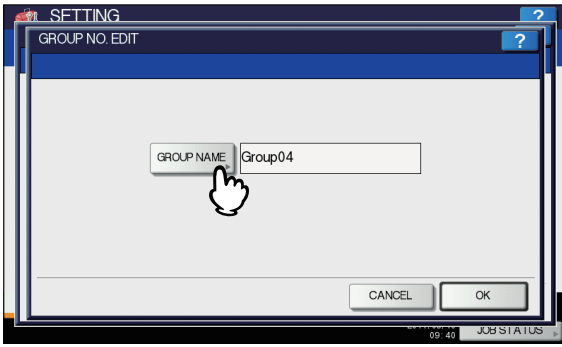 SETTING
?
GROUP NO. EDIT
?
GROUP NAME
Group04
CANCEL
OK
09:40
JOB STATUS